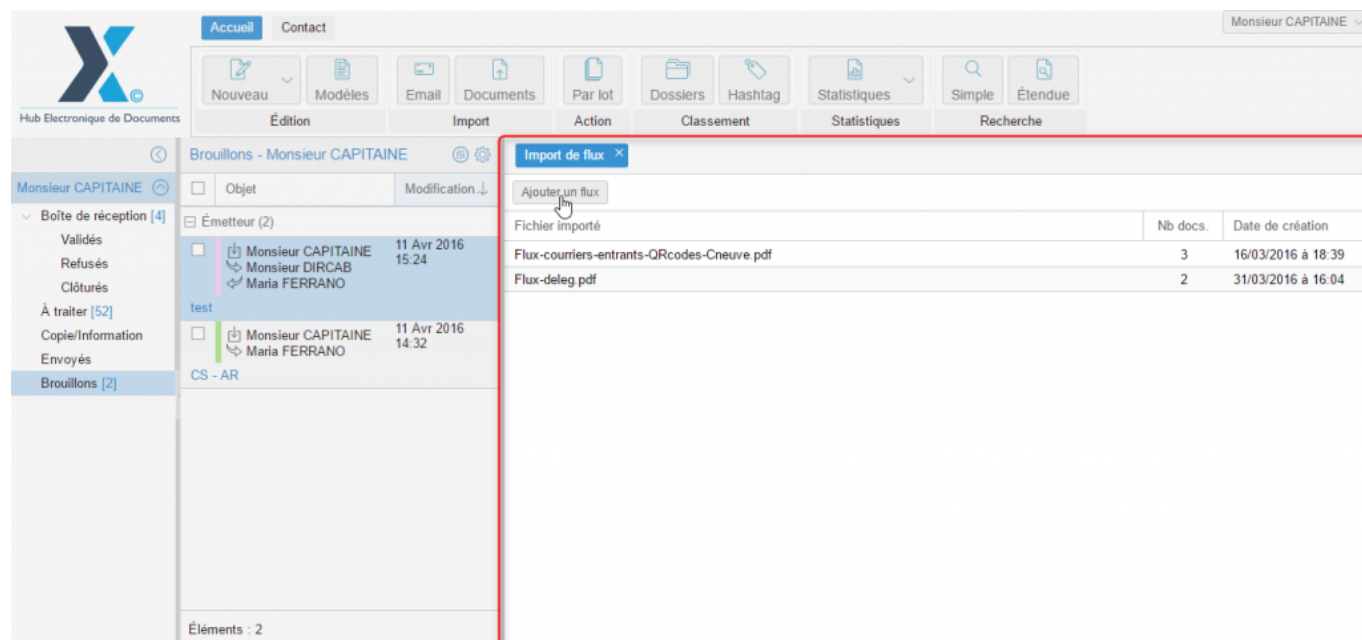 Accueil Contact Monsieur CAPITAINE
Nouveau Modèles Email Documents Par lot Dossiers Hashtag Statistiques Simple Étendue
Hub Electronique de Documents Édition Import Action Classement Statistiques Recherche
Brouillons - Monsieur CAPITAINE
Import de flux ×
Monsieur CAPITAINE
Objet Modification
Ajouter un flux
Boîte de réception [4]
Validés
Refusés
Clôturés
À traiter [52]
Copie/Information
Envoyés
Brouillons [2]
Émetteur (2)
Monsieur CAPITAINE 11 Avr 2016
Monsieur DIRCAB 15:24
Maria FERRANO
test
Monsieur CAPITAINE 11 Avr 2016
Maria FERRANO 14:32
CS - AR
Éléments : 2
Fichier importé Nb docs. Date de création
Flux-courriers-entrants-QRcodes-Cneuve.pdf 3 16/03/2016 à 18:39
Flux-deleg.pdf 2 31/03/2016 à 16:04